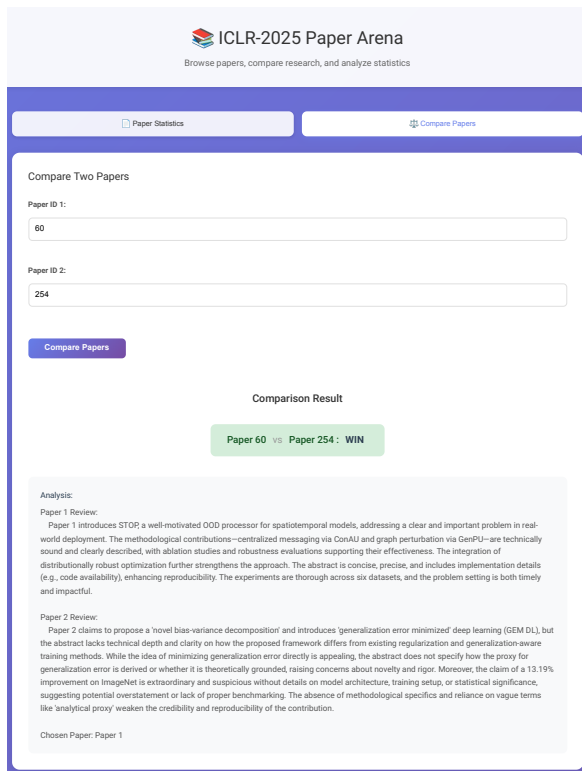 📚 ICLR-2025 Paper Arena
Browse papers, compare research, and analyze statistics
📄 Paper Statistics
⚖️ Compare Papers
Compare Two Papers
Paper ID 1:
60
Paper ID 2:
254
Compare Papers
Comparison Result
Paper 60 vs Paper 254 : WIN
Analysis:
Paper 1 Review:
Paper 1 introduces STOP, a well-motivated OOD processor for spatiotemporal models, addressing a clear and important problem in real-
world deployment. The methodological contributions—centralized messaging via ConAU and graph perturbation via GenPU—are technically
sound and clearly described, with ablation studies and robustness evaluations supporting their effectiveness. The integration of
distributionally robust optimization further strengthens the approach. The abstract is concise, precise, and includes implementation details
(e.g., code availability), enhancing reproducibility. The experiments are thorough across six datasets, and the problem setting is both timely
and impactful.
Paper 2 Review:
Paper 2 claims to propose a 'novel bias-variance decomposition' and introduces 'generalization error minimized' deep learning (GEM DL), but
the abstract lacks technical depth and clarity on how the proposed framework differs from existing regularization and generalization-aware
training methods. While the idea of minimizing generalization error directly is appealing, the abstract does not specify how the proxy for
generalization error is derived or whether it is theoretically grounded, raising concerns about novelty and rigor. Moreover, the claim of a 13.19%
improvement on ImageNet is extraordinary and suspicious without details on model architecture, training setup, or statistical significance,
suggesting potential overstatement or lack of proper benchmarking. The absence of methodological specifics and reliance on vague terms
like 'analytical proxy' weaken the credibility and reproducibility of the contribution.
Chosen Paper: Paper 1